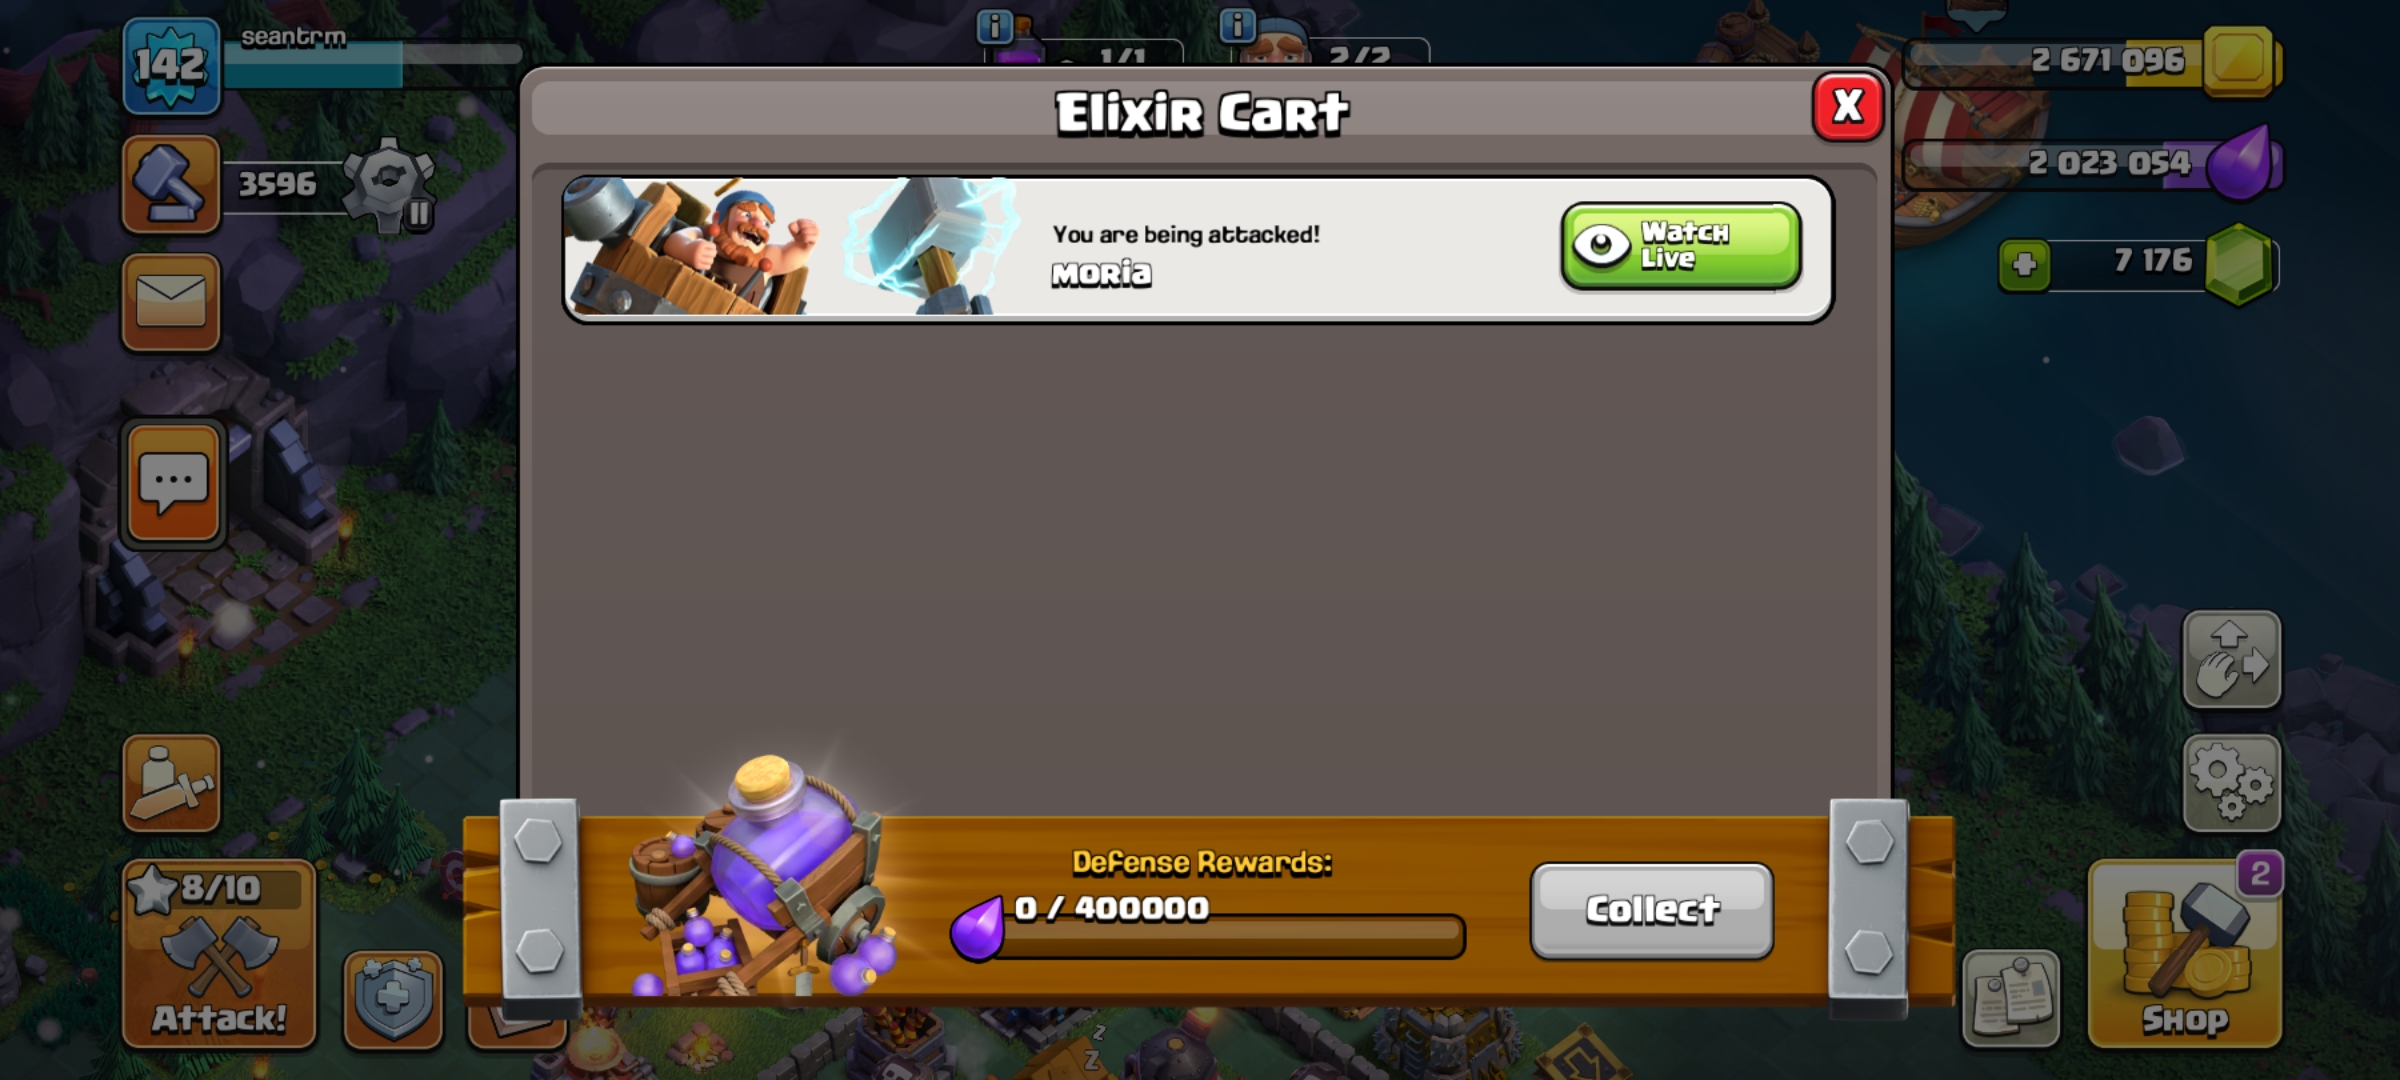 142
seantrm
1/1
2/2
2 671 096
Elixir Cart
X
3596
2 023 054
You are being attacked!
Moria
Watch
Live
7 176
8/10
Attack!
Defense Rewards:
0 / 400000
Collect
2
Shop
z
Z